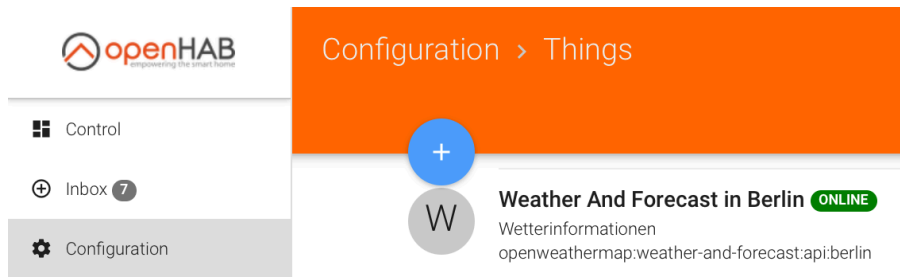 openHAB
empowering the smart home
Configuration > Things
Control
Inbox 7
Configuration
+
W
Weather And Forecast in Berlin ONLINE
Wetterinformationen
openweathermap:weather-and-forecast:api:berlin